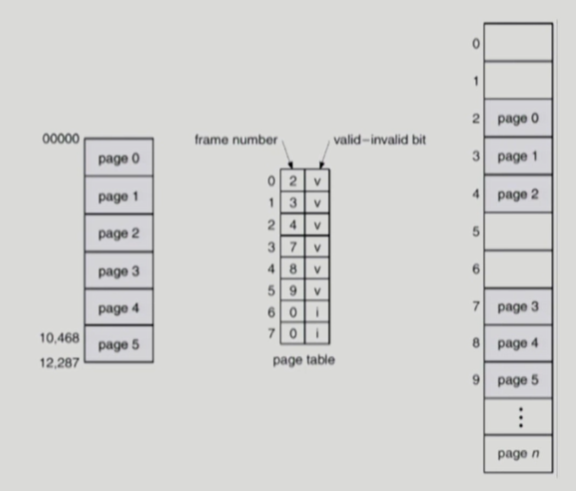 00000
page 0
page 1
page 2
page 3
page 4
10,468
page 5
12,287
frame number
valid–invalid bit
0 2 v
1 3 v
2 4 v
3 7 v
4 8 v
5 9 v
6 0 i
7 0 i
page table
0
1
2 page 0
3 page 1
4 page 2
5
6
7 page 3
8 page 4
9 page 5
⋮
page n